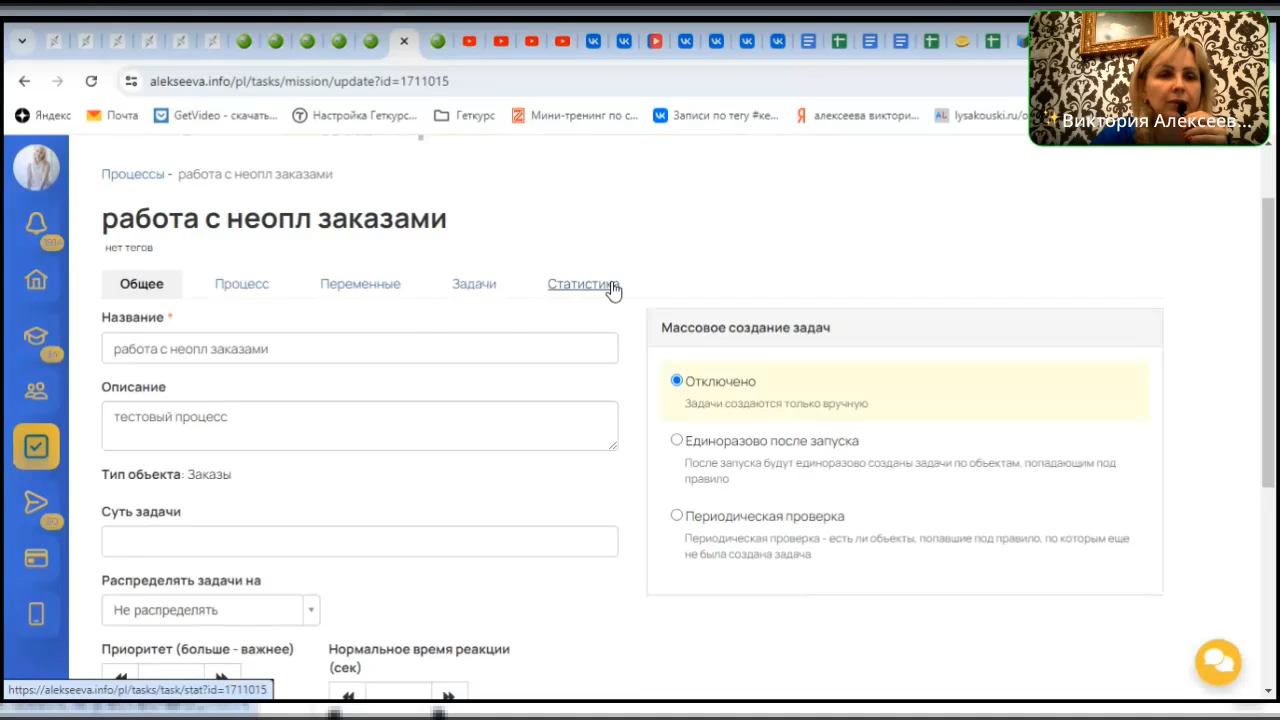 alekseeva.info/pl/tasks/mission/update?id=1711015
Яндекс
Почта
GetVideo - скачать...
Настройка Геткурс...
Геткурс
Мини-тренинг по с...
Записи по тегу #ke...
алексеева виктори...
lysakouski.ru/
Виктория Алексеев...
Процессы - работа с неопл заказами
работа с неопл заказами
нет тегов
Общее
Процесс
Переменные
Задачи
Статистика
Название *
работа с неопл заказами
Описание
тестовый процесс
Тип объекта: Заказы
Суть задачи
Распределять задачи на
Не распределять
Приоритет (больше - важнее)
Нормальное время реакции
(сек)
Массовое создание задач
Отключено
Задачи создаются только вручную
Единоразово после запуска
После запуска будут единоразово созданы задачи по объектам, попадающим под
правило
Периодическая проверка
Периодическая проверка - есть ли объекты, попавшие под правило, по которым еще
не была создана задача
https://alekseeva.info/pl/tasks/task/stat?id=1711015